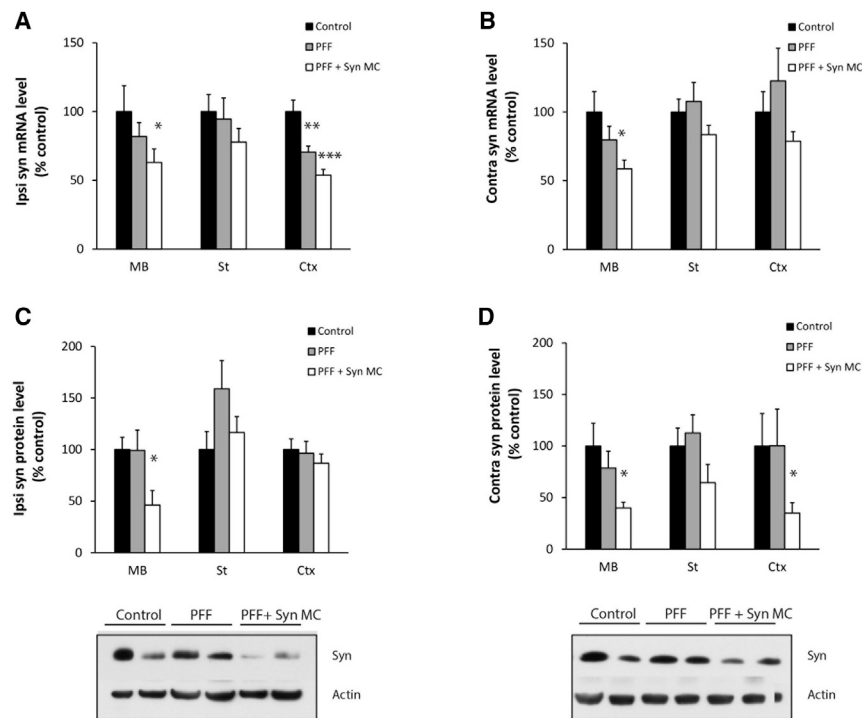 A
Control
PFF
PFF + Syn MC
Ipsi syn mRNA level
(% control)
150
100
50
0
*
**
***
MB St Ctx
B
Control
PFF
PFF + Syn MC
Contra syn mRNA level
(% control)
150
100
50
0
*
MB St Ctx
C
Control
PFF
PFF + Syn MC
Ipsi syn protein level
(% control)
200
150
100
50
0
*
MB St Ctx
Control PFF PFF+ Syn MC
Syn
Actin
D
Control
PFF
PFF + Syn MC
Contra syn protein level
(% control)
200
150
100
50
0
*
*
MB St Ctx
Control PFF PFF + Syn MC
Syn
Actin